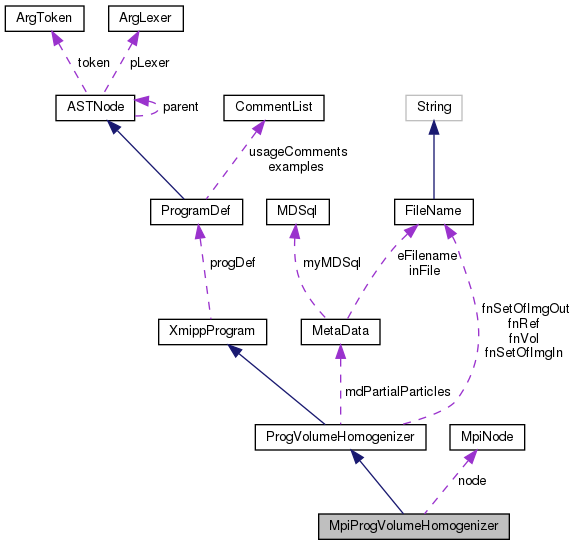 ArgToken
ArgLexer
token
pLexer
ASTNode
parent
CommentList
String
usageComments
examples
ProgramDef
MDSql
FileName
progDef
myMDSql
eFilename
inFile
fnSetOfImgOut
fnRef
fnVol
fnSetOfImgIn
XmippProgram
MetaData
mdPartialParticles
ProgVolumeHomogenizer
MpiNode
node
MpiProgVolumeHomogenizer